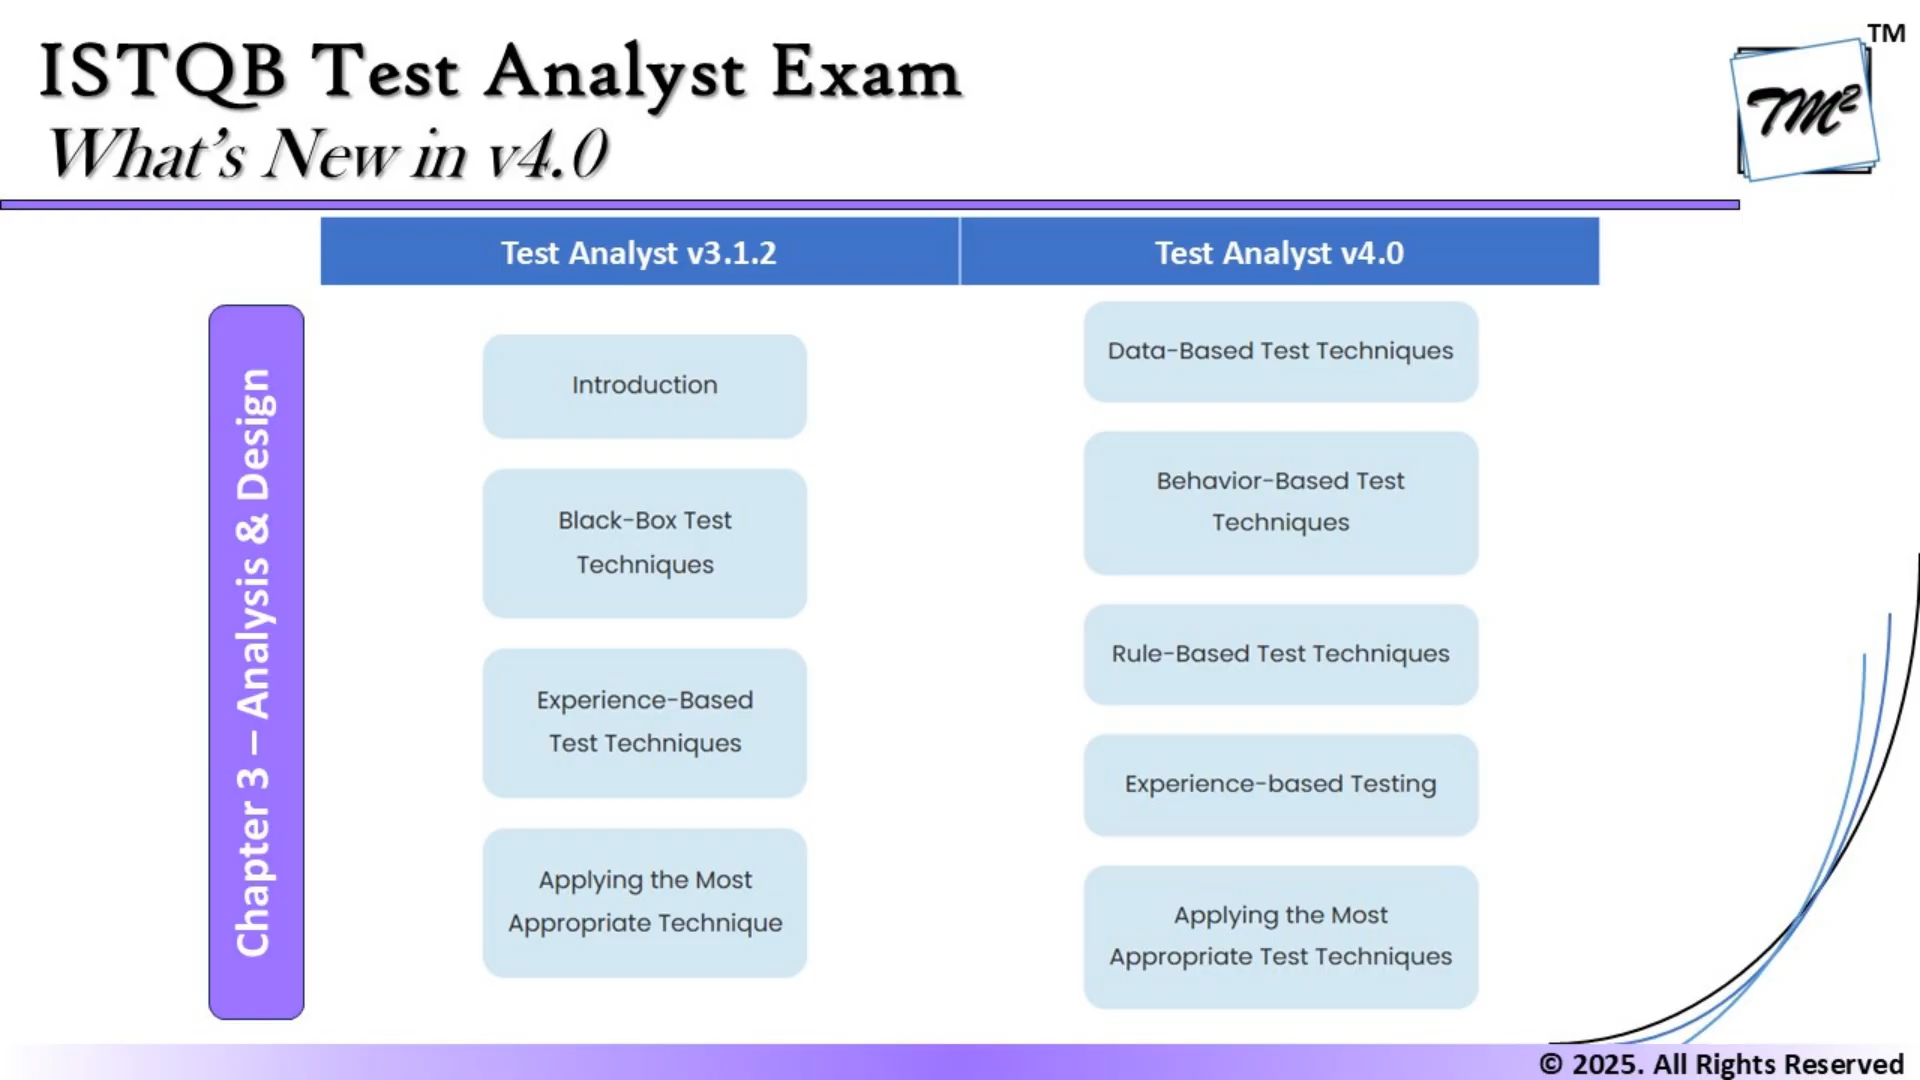 ISTQB Test Analyst Exam
What's New in v4.0
TM
TM²
Test Analyst v3.1.2
Test Analyst v4.0
Chapter 3 – Analysis & Design
Introduction
Black-Box Test
Techniques
Experience-Based
Test Techniques
Applying the Most
Appropriate Technique
Data-Based Test Techniques
Behavior-Based Test
Techniques
Rule-Based Test Techniques
Experience-based Testing
Applying the Most
Appropriate Test Techniques
© 2025. All Rights Reserved